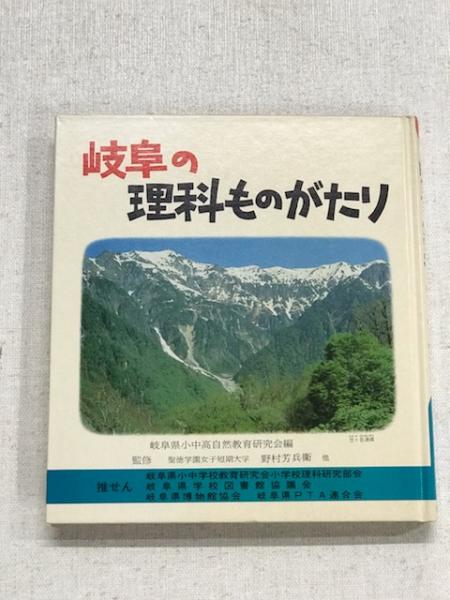 岐阜の
理科ものがたり
岐阜県小中高自然教育研究会編
監修 聖徳学園女子短期大学 野村芳兵衛 他
推せん
岐阜県小中学校教育研究会小学校理科研究部会
岐阜県学校図書館協議会
岐阜県博物館協会 岐阜県PTA連合会